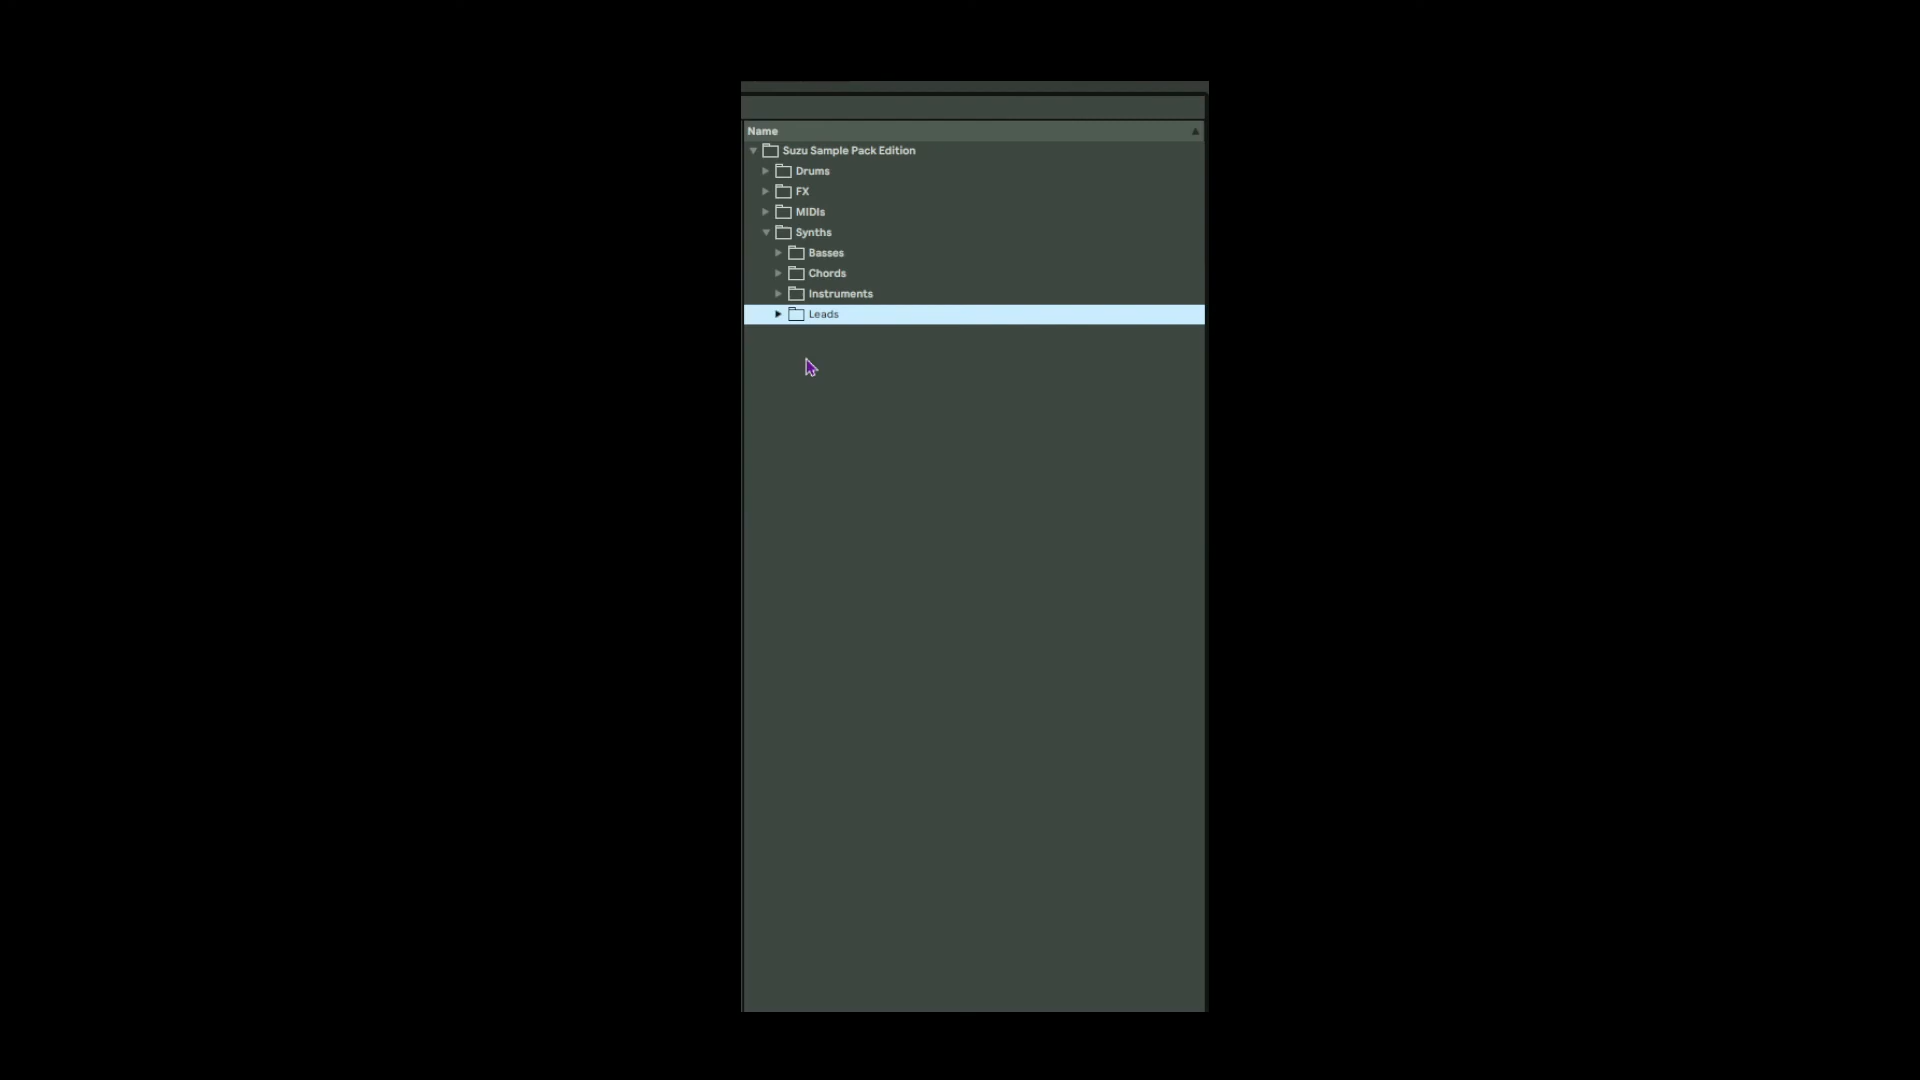 Name
Suzu Sample Pack Edition
Drums
FX
MIDIs
Synths
Basses
Chords
Instruments
Leads